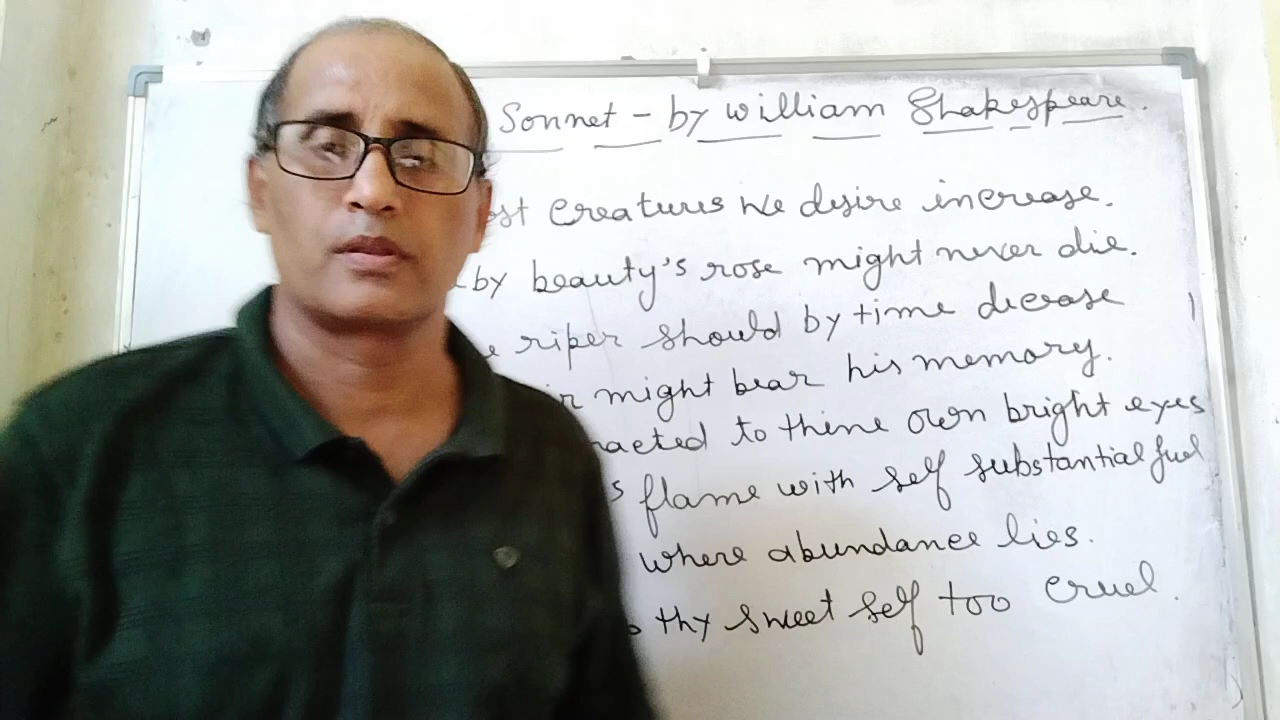 Sonnet - by William Shakespeare.
ost Creatures We desire increase.
by beauty's rose might never die.
e riper should by time decease
r might bear his memory.
racted to thine own bright eyes
s flame with self substantial fuel
where abundance lies.
o thy sweet self too Cruel.